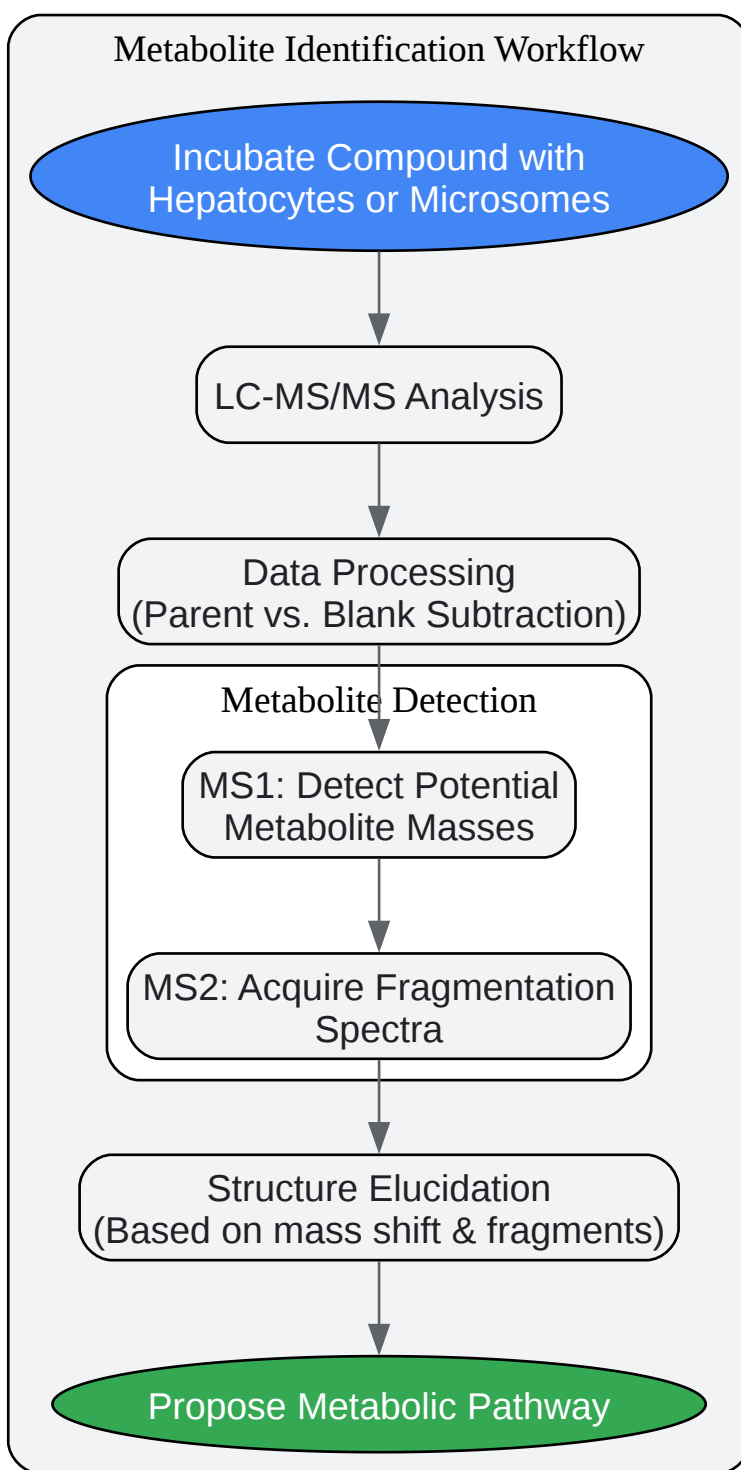 Metabolite Identification Workflow
Incubate Compound with
Hepatocytes or Microsomes
LC-MS/MS Analysis
Data Processing
(Parent vs. Blank Subtraction)
Metabolite Detection
MS1: Detect Potential
Metabolite Masses
MS2: Acquire Fragmentation
Spectra
Structure Elucidation
(Based on mass shift & fragments)
Propose Metabolic Pathway